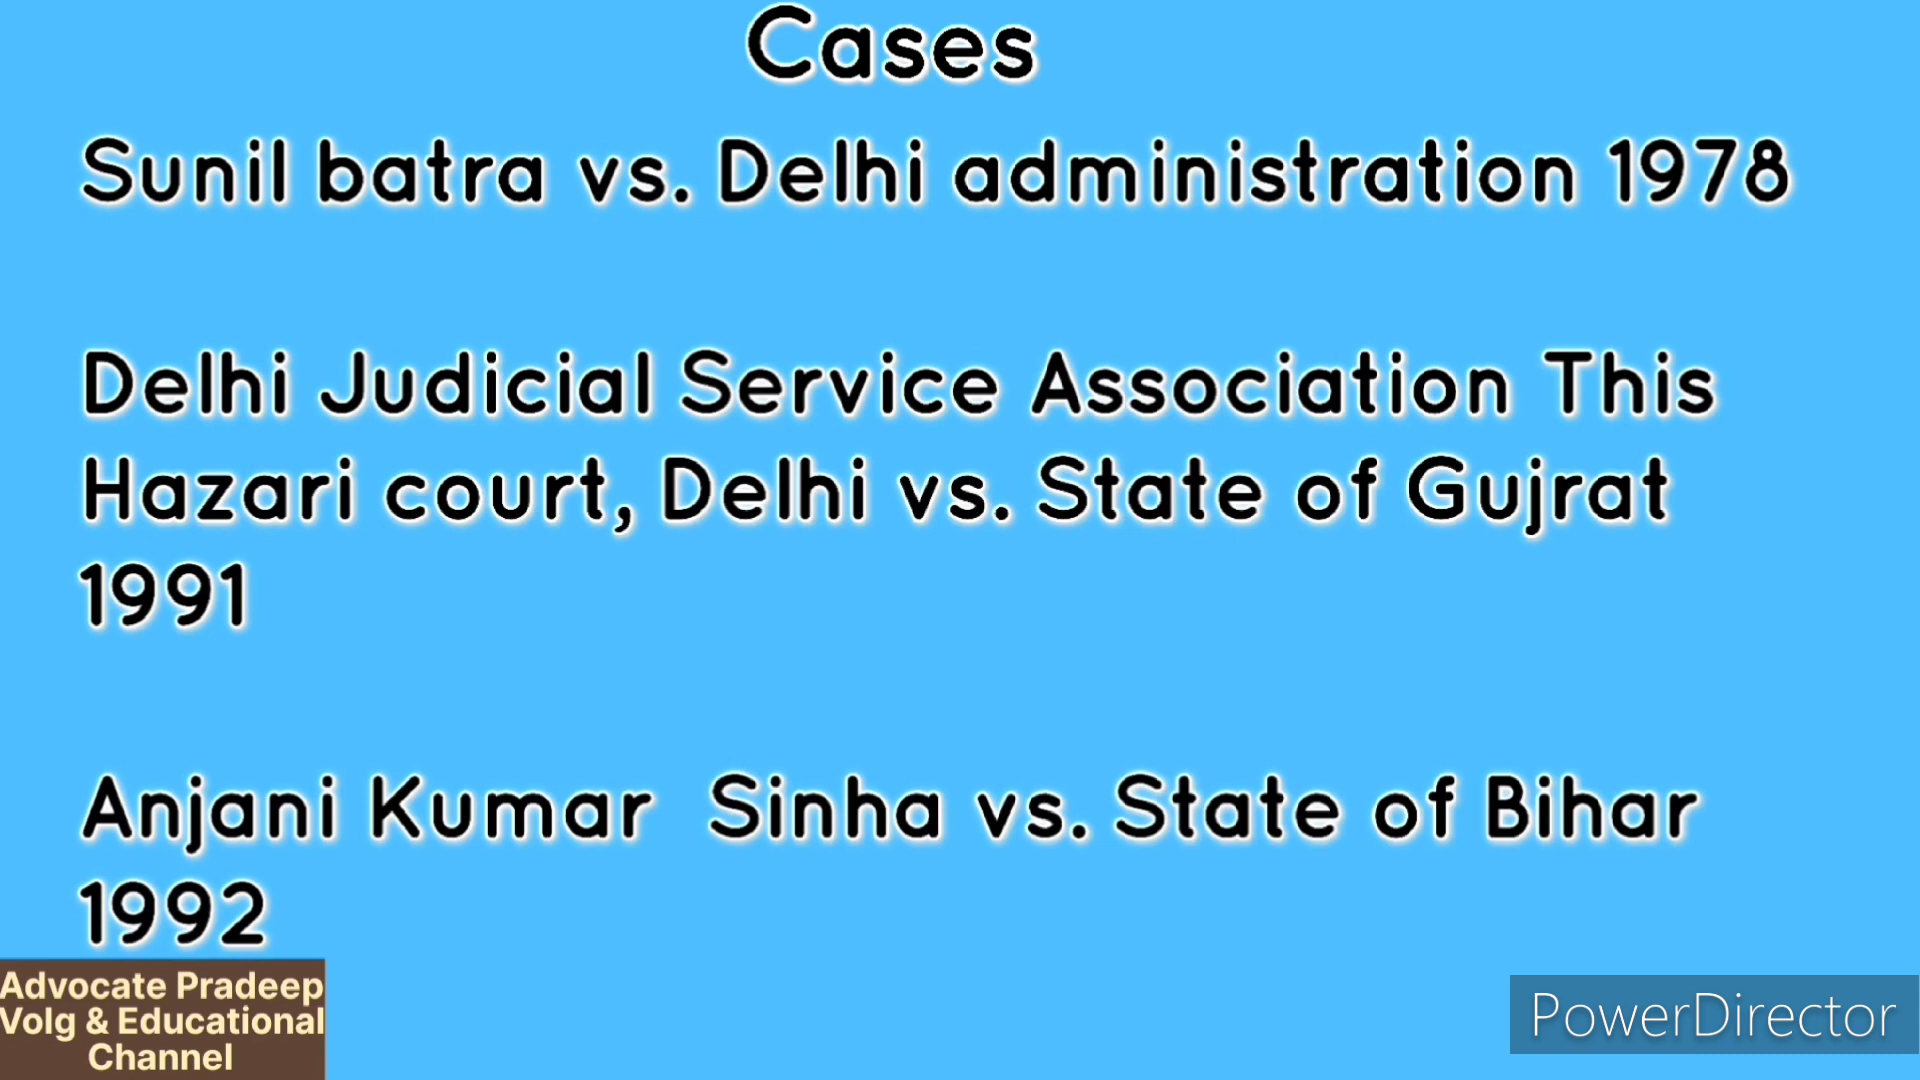 Cases
Sunil batra vs. Delhi administration 1978
Delhi Judicial Service Association This
Hazari court, Delhi vs. State of Gujrat
1991
Anjani Kumar Sinha vs. State of Bihar
1992
Advocate Pradeep
Volg & Educational
Channel
PowerDirector